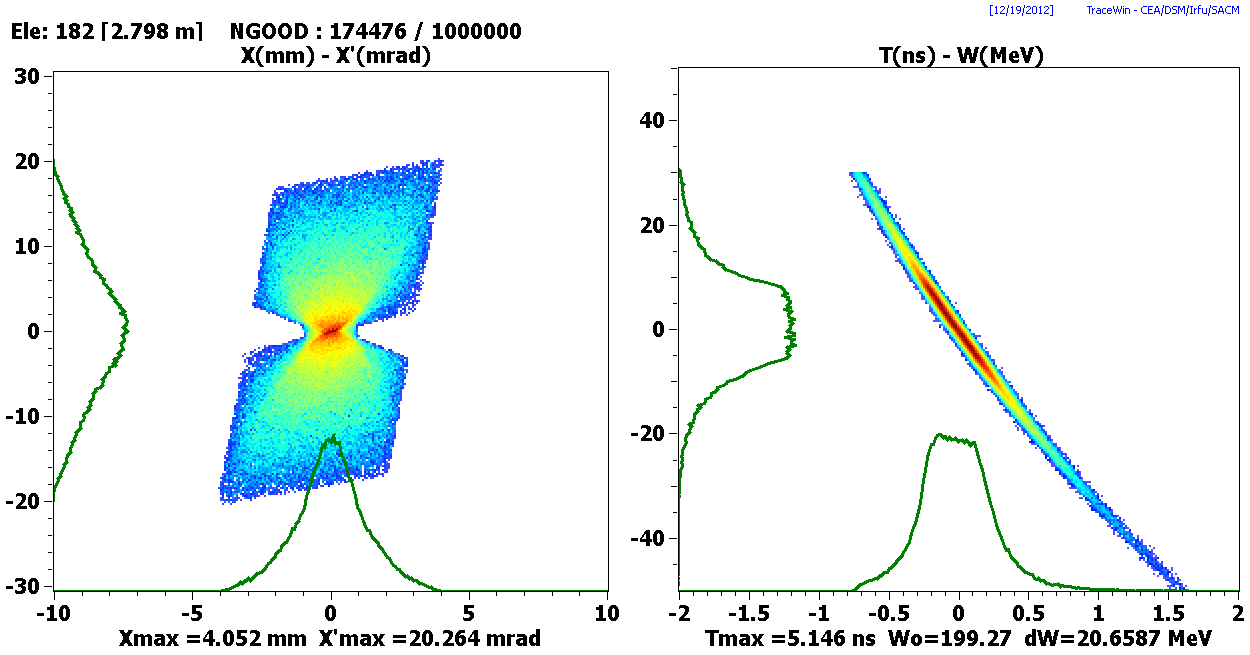 [12/19/2012] TraceWin - CEA/DSM/Irfu/SACM
Ele: 182 [2.798 m] NGOOD : 174476 / 1000000
X(mm) - X'(mrad)
T(ns) - W(MeV)
30
20
10
0
-10
-20
-30
-10 -5 0 5 10
Xmax =4.052 mm X'max =20.264 mrad
40
20
0
-20
-40
-2 -1.5 -1 -0.5 0 0.5 1 1.5 2
Tmax =5.146 ns Wo=199.27 dW=20.6587 MeV